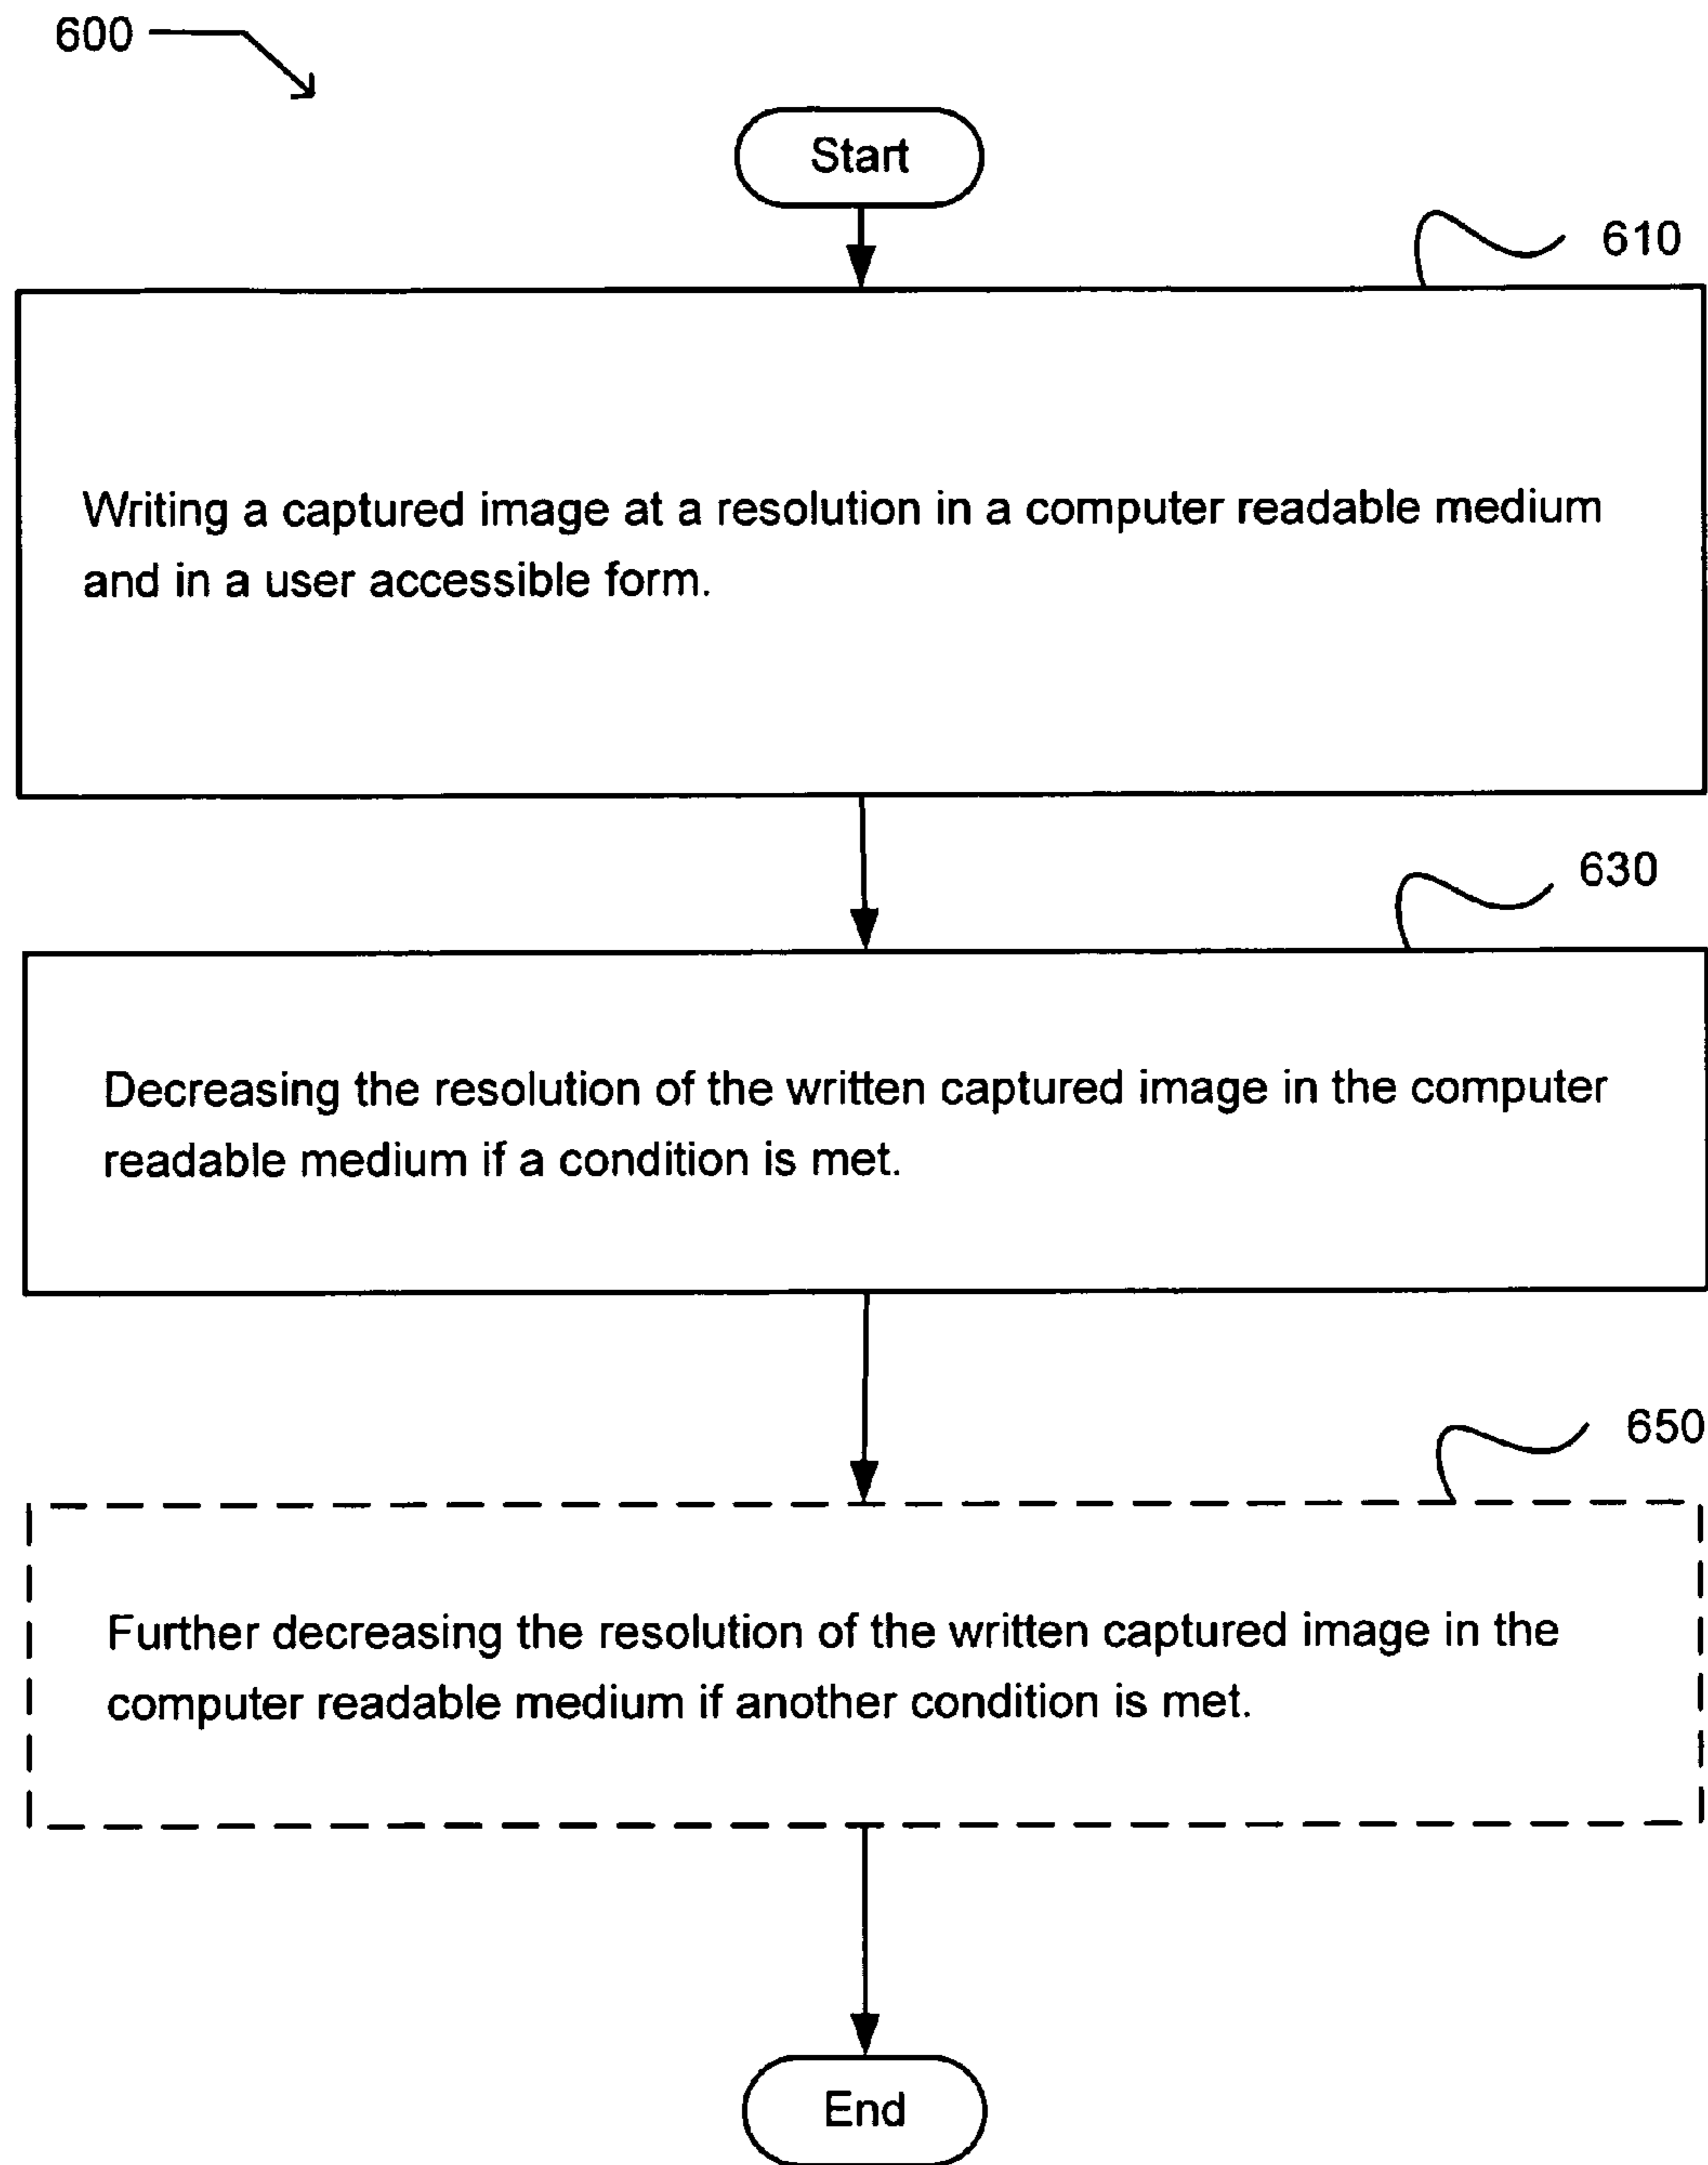 600
Start
610
Writing a captured image at a resolution in a computer readable medium
and in a user accessible form.
630
Decreasing the resolution of the written captured image in the computer
readable medium if a condition is met.
650
Further decreasing the resolution of the written captured image in the
computer readable medium if another condition is met.
End